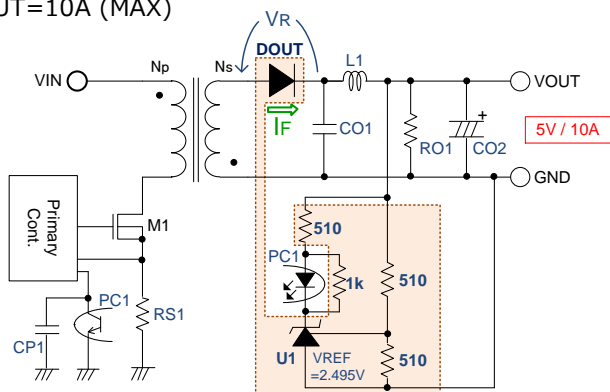 UT=10A (MAX)
VR
DOUT
L1
Np
Ns
VIN
VOUT
IF
CO1
RO1
+
CO2
5V / 10A
GND
Primary
Cont.
M1
510
PC1
1k
510
PC1
RS1
CP1
U1
VREF
=2.495V
510